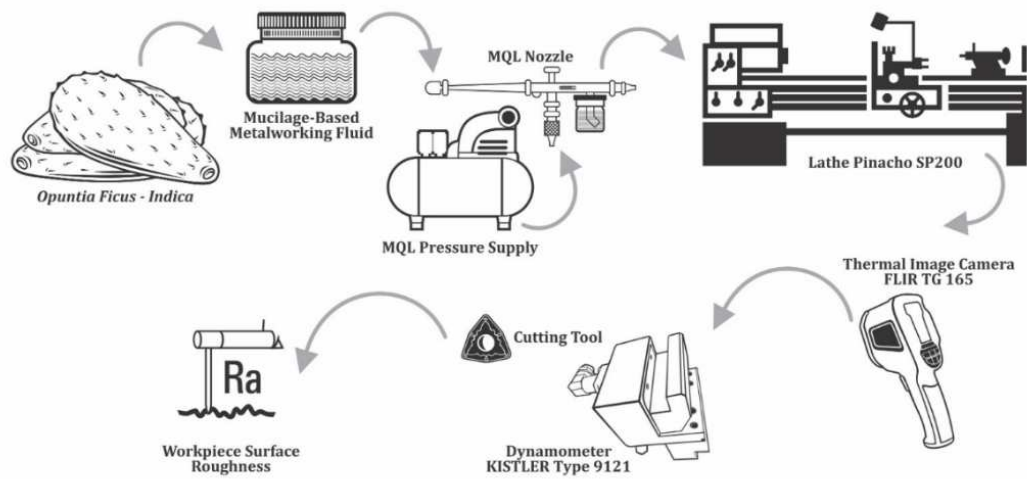 MQL Nozzle
Mucilage-Based
Metalworking Fluid
Opuntia Ficus - Indica
Lathe Pinacho SP200
MQL Pressure Supply
Thermal Image Camera
FLIR TG 165
Cutting Tool
Ra
Workpiece Surface
Roughness
Dynamometer
KISTLER Type 9121